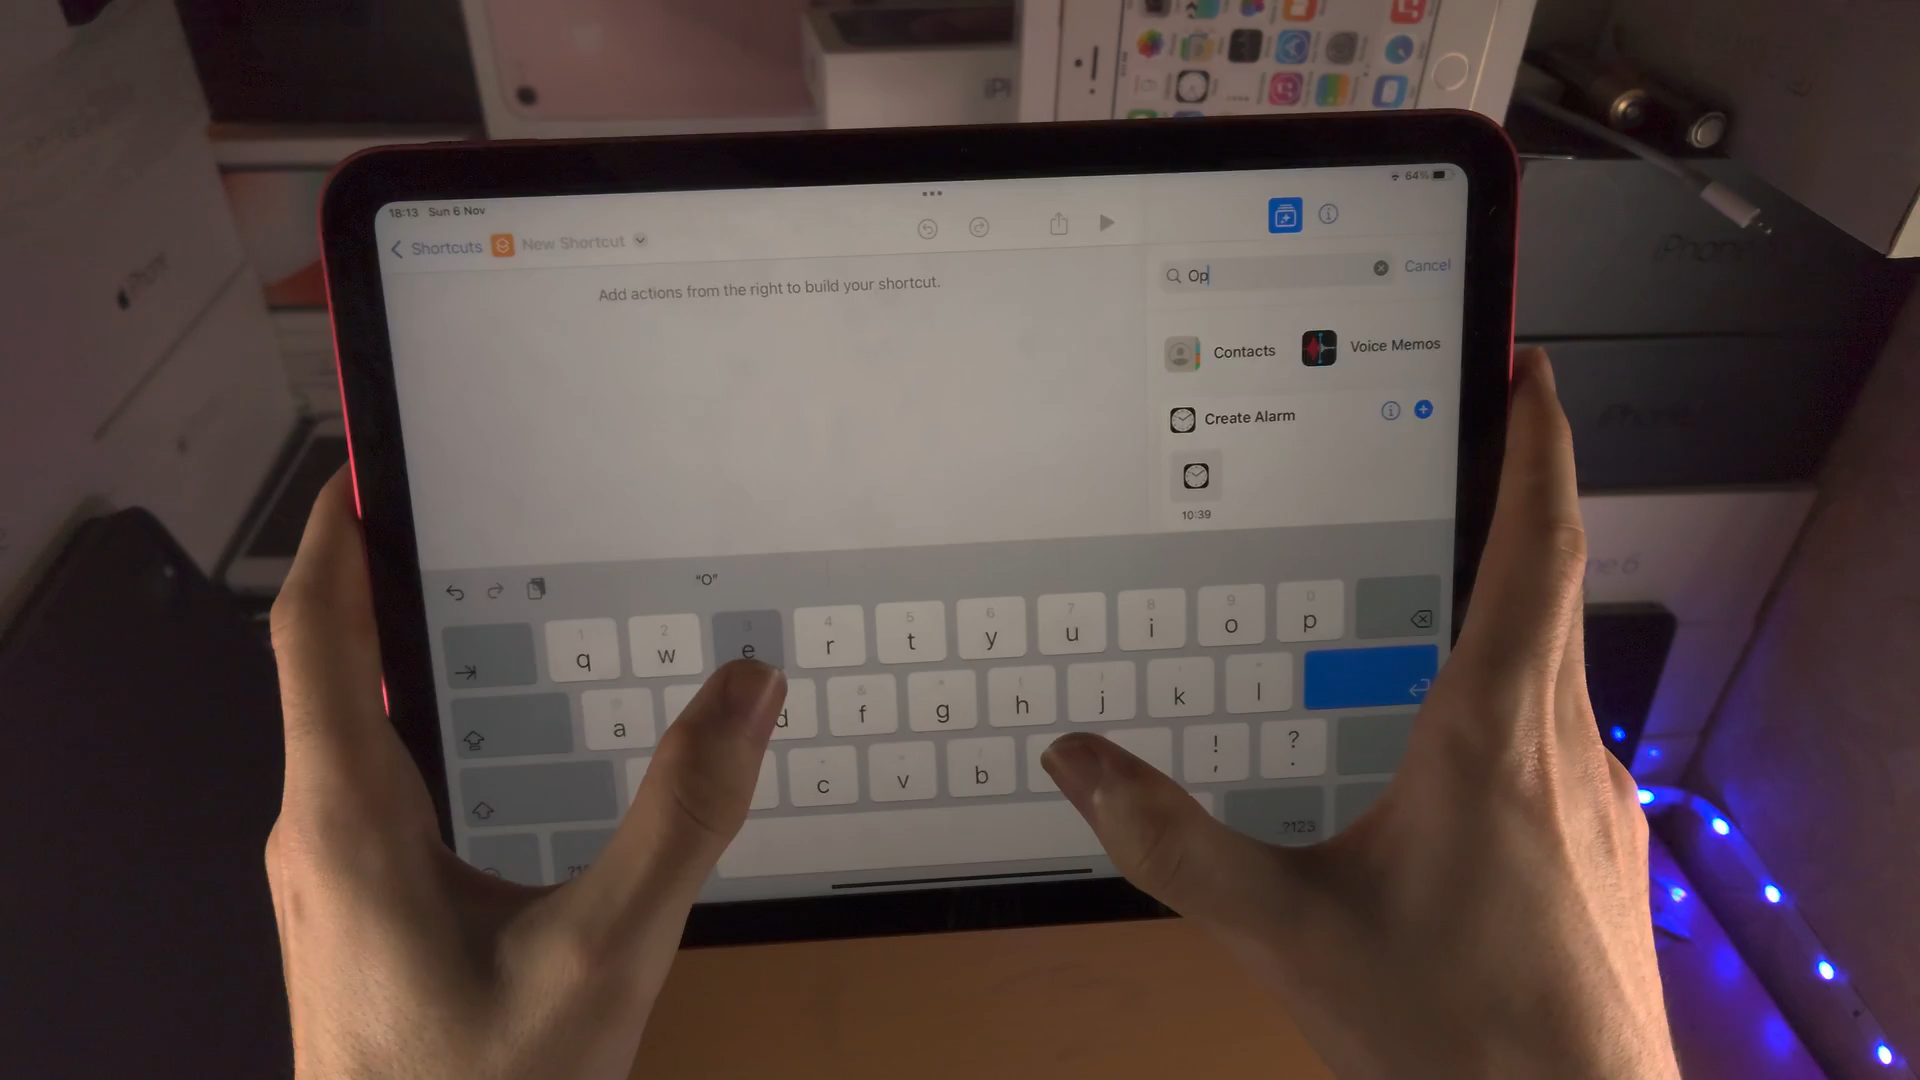 iPh
18:13 Sun 6 Nov
64%
Shortcuts New Shortcut
Add actions from the right to build your shortcut.
Op
Cancel
Contacts
Voice Memos
Create Alarm
10:39
"O"
1 2 3 4 5 6 7 8 9 0
q w e r t y u i o p
a d f g h j k l
c v b ! , ? .
.?123
iPhone
iPhone